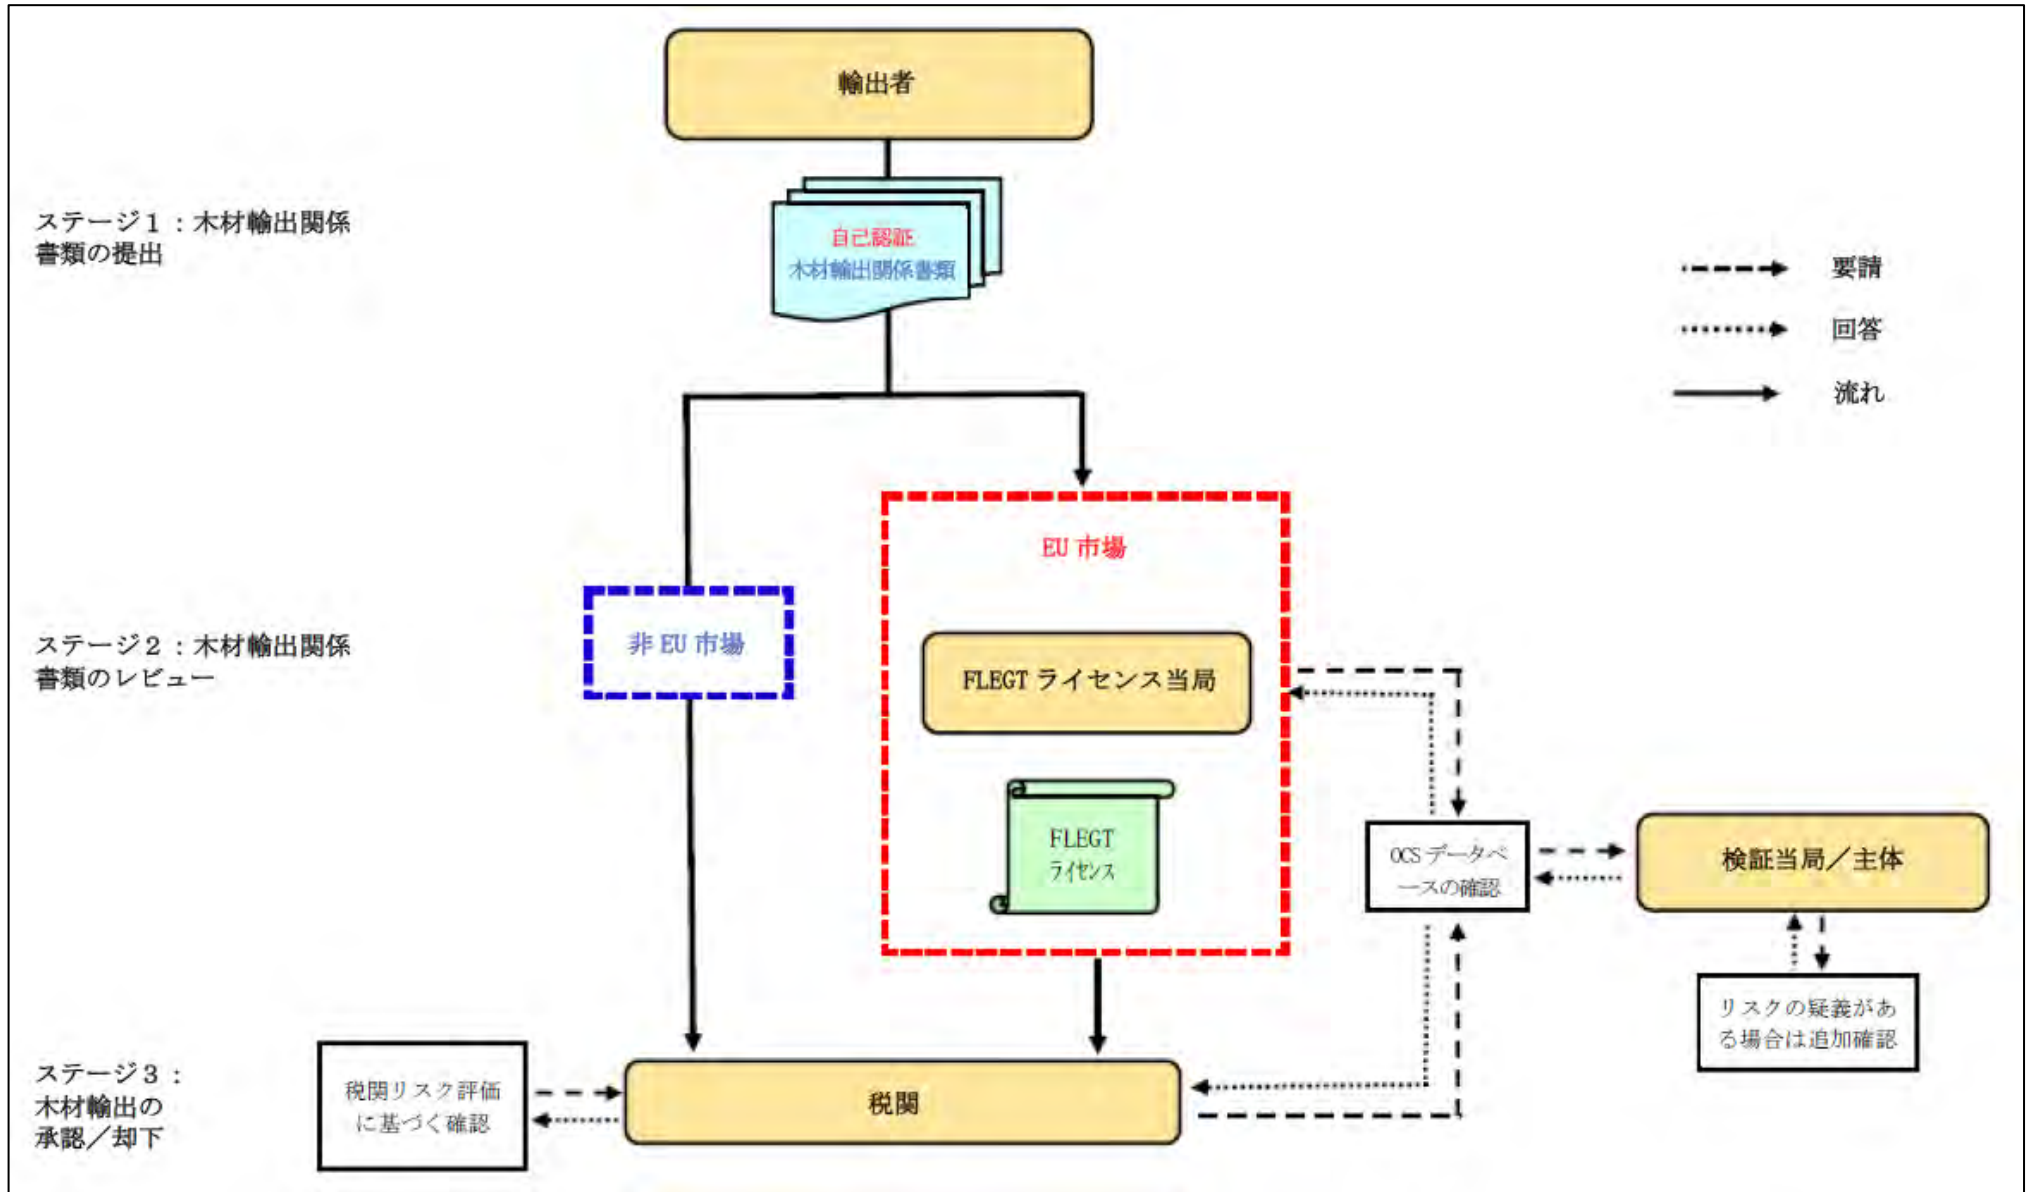 輸出者
ステージ1：木材輸出関係
書類の提出
自己認証
木材輸出関係書類
要請
回答
流れ
EU 市場
非 EU 市場
ステージ2：木材輸出関係
書類のレビュー
FLEGT ライセンス当局
FLEGT
ライセンス
OCS データベ
ースの確認
検証当局／主体
リスクの疑義があ
る場合は追加確認
ステージ3：
木材輸出の
承認／却下
税関リスク評価
に基づく確認
税関